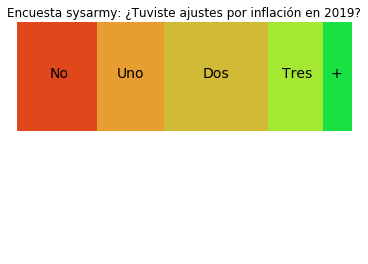 Encuesta sysarmy: ¿Tuviste ajustes por inflación en 2019?
No Uno Dos Tres +